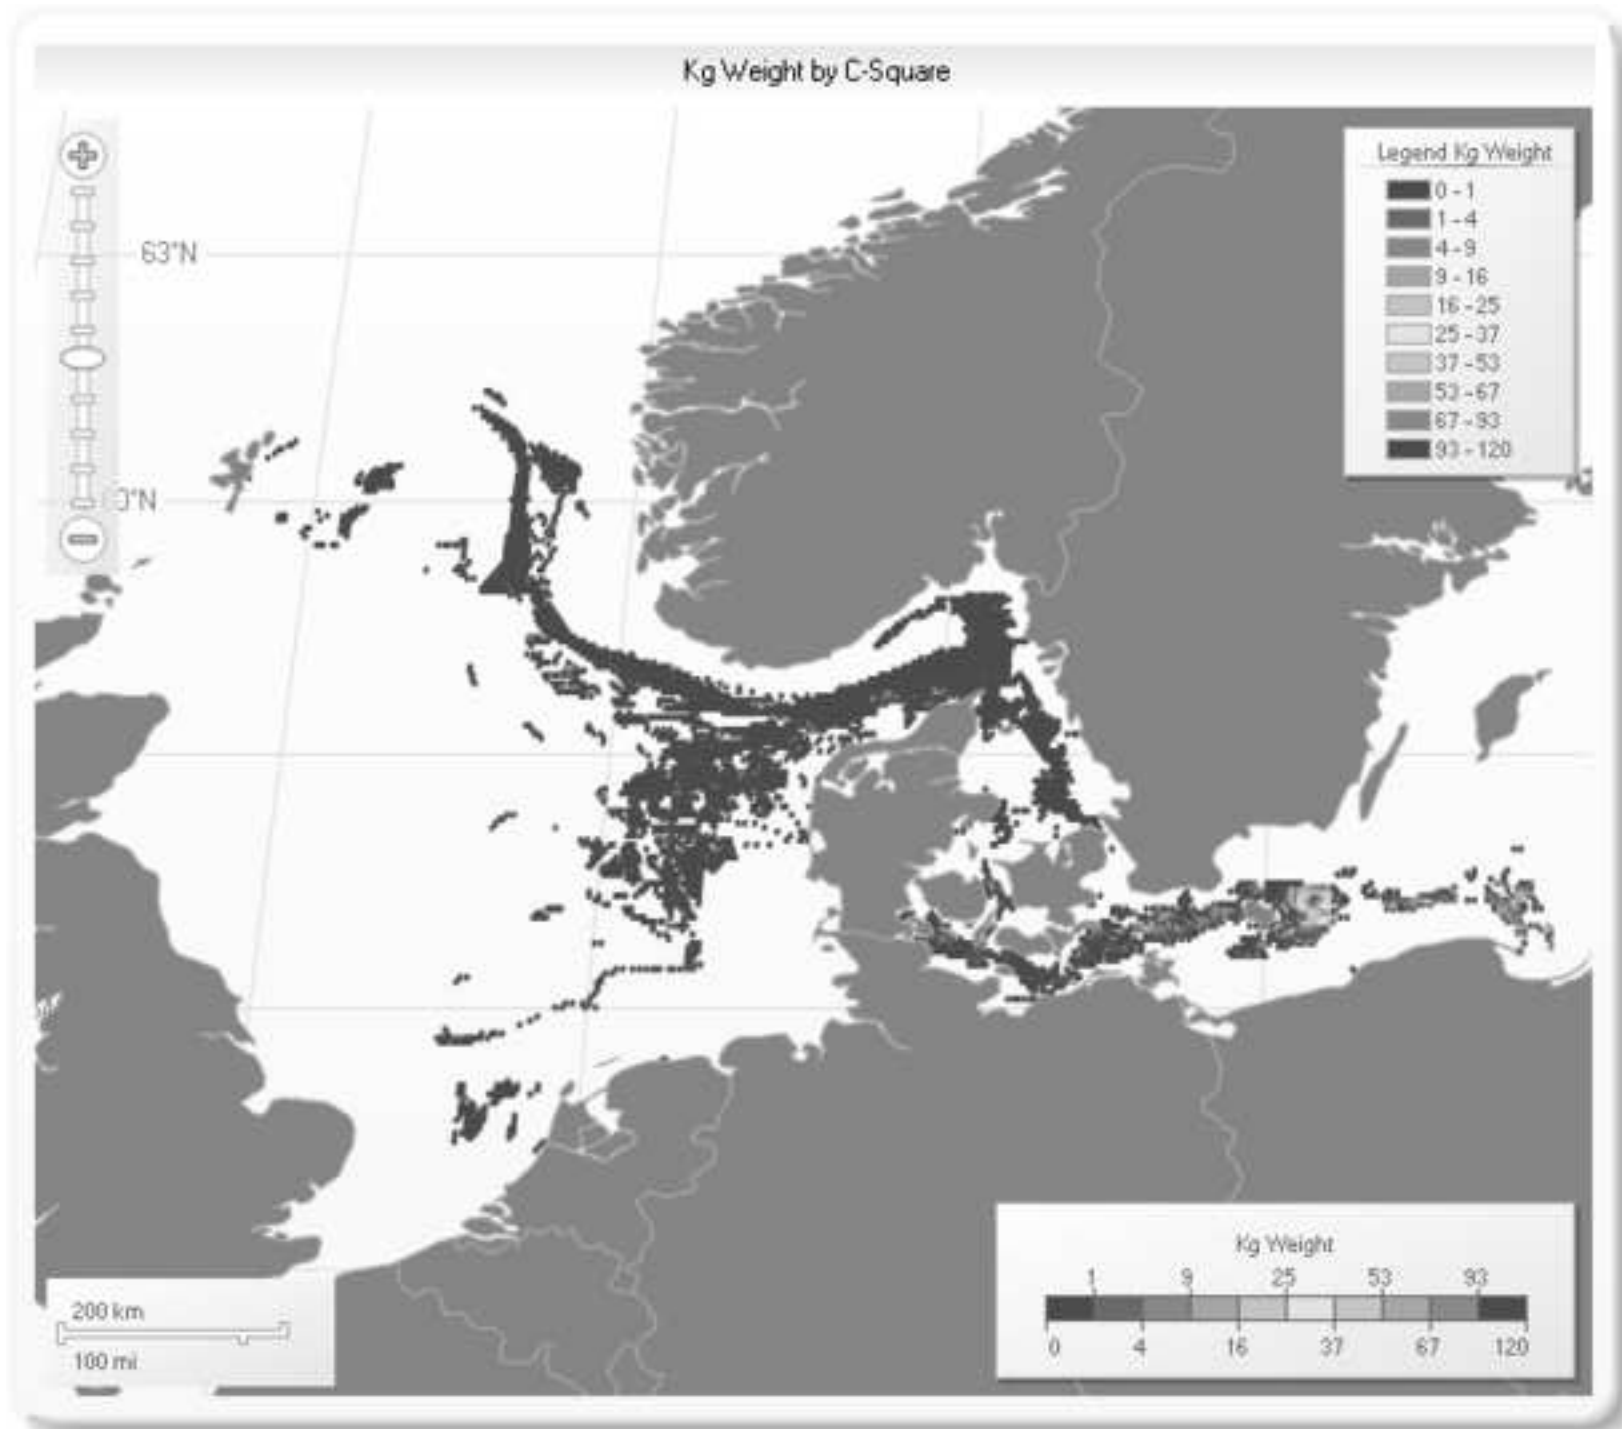 Kg Weight by C-Square
63°N
0°N
Legend Kg Weight
0 - 1
1 - 4
4 - 9
9 - 16
16 - 25
25 - 37
37 - 53
53 - 67
67 - 93
93 - 120
Kg Weight
1 9 25 53 93
0 4 16 37 67 120
200 km
100 mi